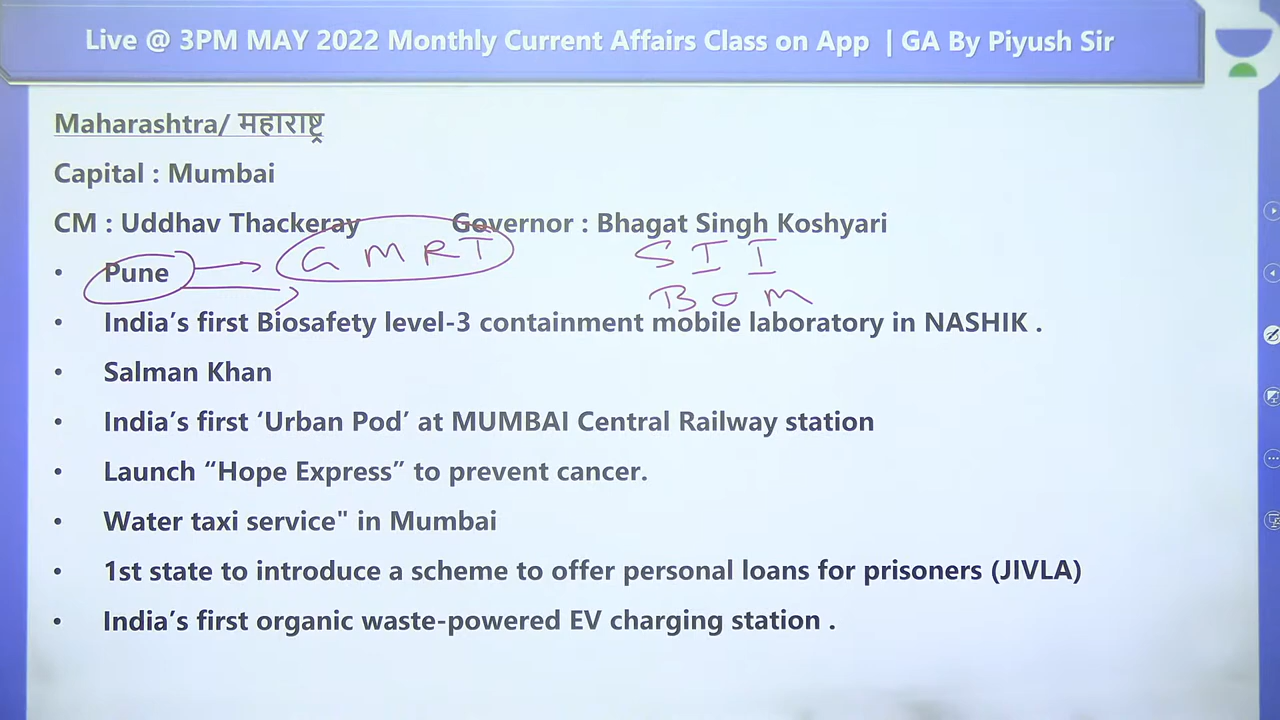 Live @ 3PM MAY 2022 Monthly Current Affairs Class on App | GA By Piyush Sir
Maharashtra/ महाराष्ट्र
Capital : Mumbai
CM : Uddhav Thackeray Governor : Bhagat Singh Koshyari
• Pune GMRT SII
BOM
• India's first Biosafety level-3 containment mobile laboratory in NASHIK .
• Salman Khan
• India's first ‘Urban Pod’ at MUMBAI Central Railway station
• Launch “Hope Express” to prevent cancer.
• Water taxi service" in Mumbai
• 1st state to introduce a scheme to offer personal loans for prisoners (JIVLA)
• India's first organic waste-powered EV charging station .